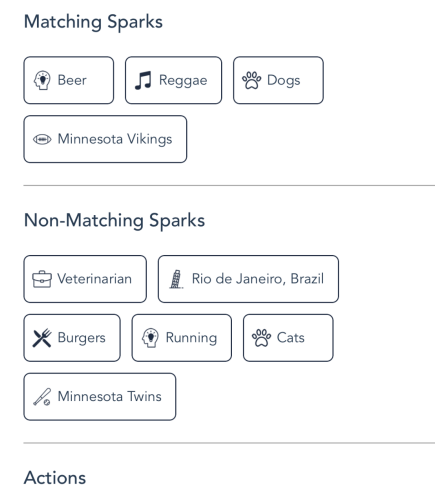 Matching Sparks
Beer Reggae Dogs
Minnesota Vikings
Non-Matching Sparks
Veterinarian Rio de Janeiro, Brazil
Burgers Running Cats
Minnesota Twins
Actions